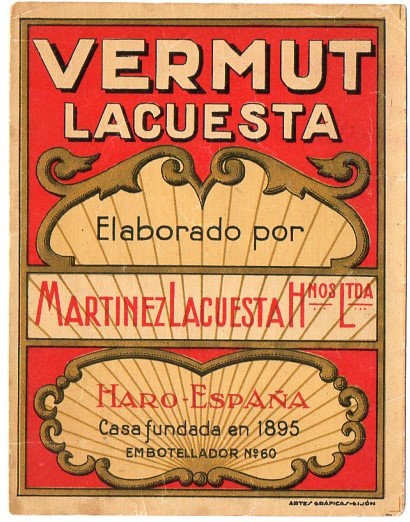 VERMUT
LACUESTA
Elaborado por
MARTINEZ LACUESTA HNOS LTDA
HARO-ESPAÑA
Casa fundada en 1895
EMBOTELLADOR Nº 60
ARTES GRÁFICAS-GIJÓN